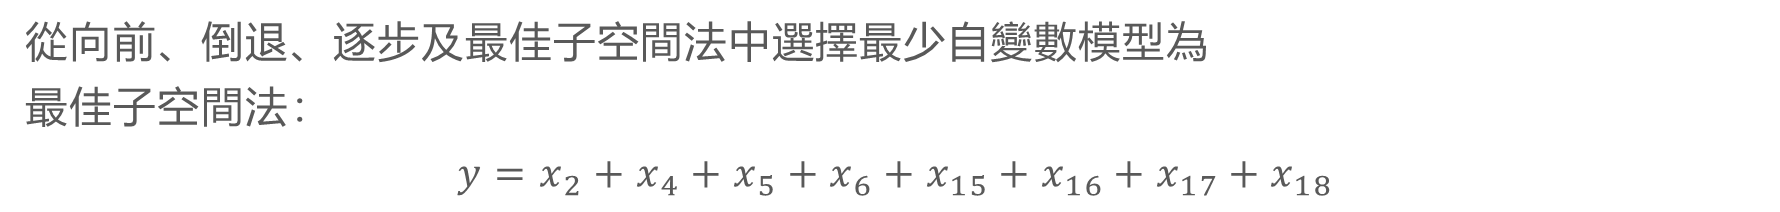 從向前、倒退、逐步及最佳子空間法中選擇最少自變數模型為
最佳子空間法：
y = x₂ + x₄ + x₅ + x₆ + x₁₅ + x₁₆ + x₁₇ + x₁₈